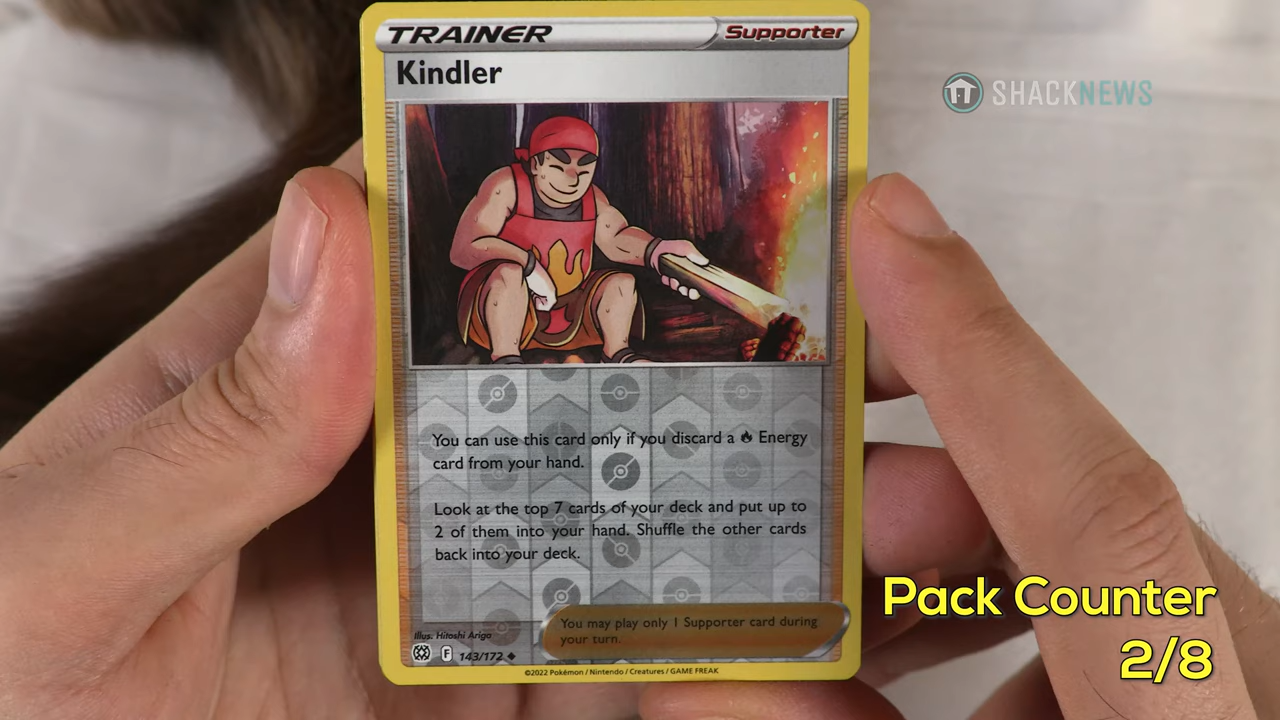 TRAINER
Supporter
Kindler
SHACKNEWS
You can use this card only if you discard a Energy
card from your hand.
Look at the top 7 cards of your deck and put up to
2 of them into your hand. Shuffle the other cards
back into your deck.
You may play only 1 Supporter card during
your turn.
Illus. Hitoshi Ariga
F 143/172
©2022 Pokémon / Nintendo / Creatures / GAME FREAK
Pack Counter
2/8